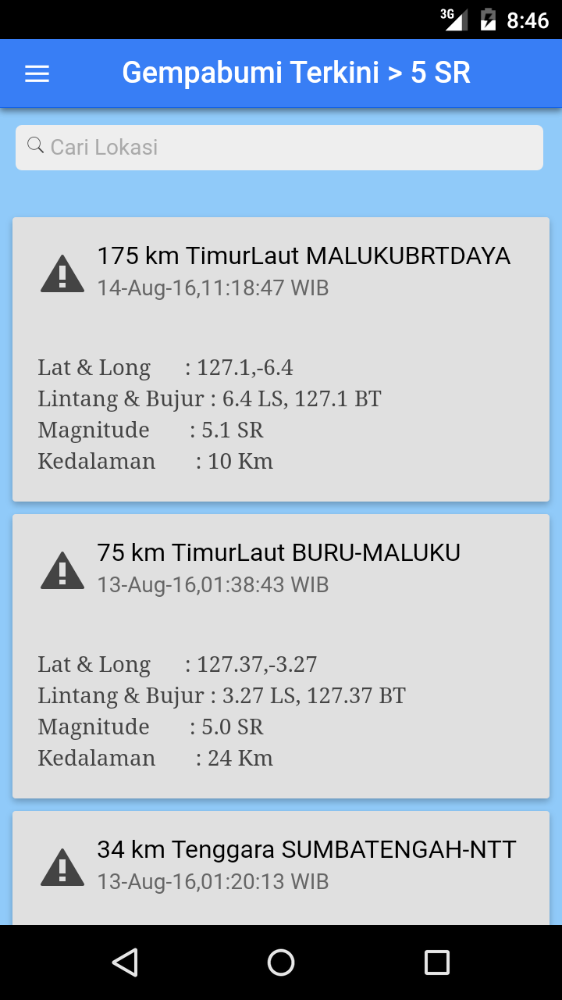 3G 8:46
Gempabumi Terkini > 5 SR
Cari Lokasi
175 km TimurLaut MALUKUBRTDAYA
14-Aug-16,11:18:47 WIB
Lat & Long : 127.1,-6.4
Lintang & Bujur : 6.4 LS, 127.1 BT
Magnitude : 5.1 SR
Kedalaman : 10 Km
75 km TimurLaut BURU-MALUKU
13-Aug-16,01:38:43 WIB
Lat & Long : 127.37,-3.27
Lintang & Bujur : 3.27 LS, 127.37 BT
Magnitude : 5.0 SR
Kedalaman : 24 Km
34 km Tenggara SUMBATENGAH-NTT
13-Aug-16,01:20:13 WIB